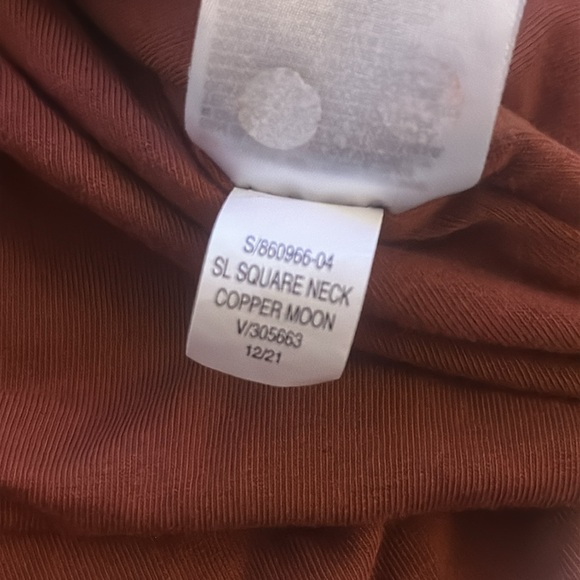 S/860966-04
SL SQUARE NECK
COPPER MOON
V/305663
12/21